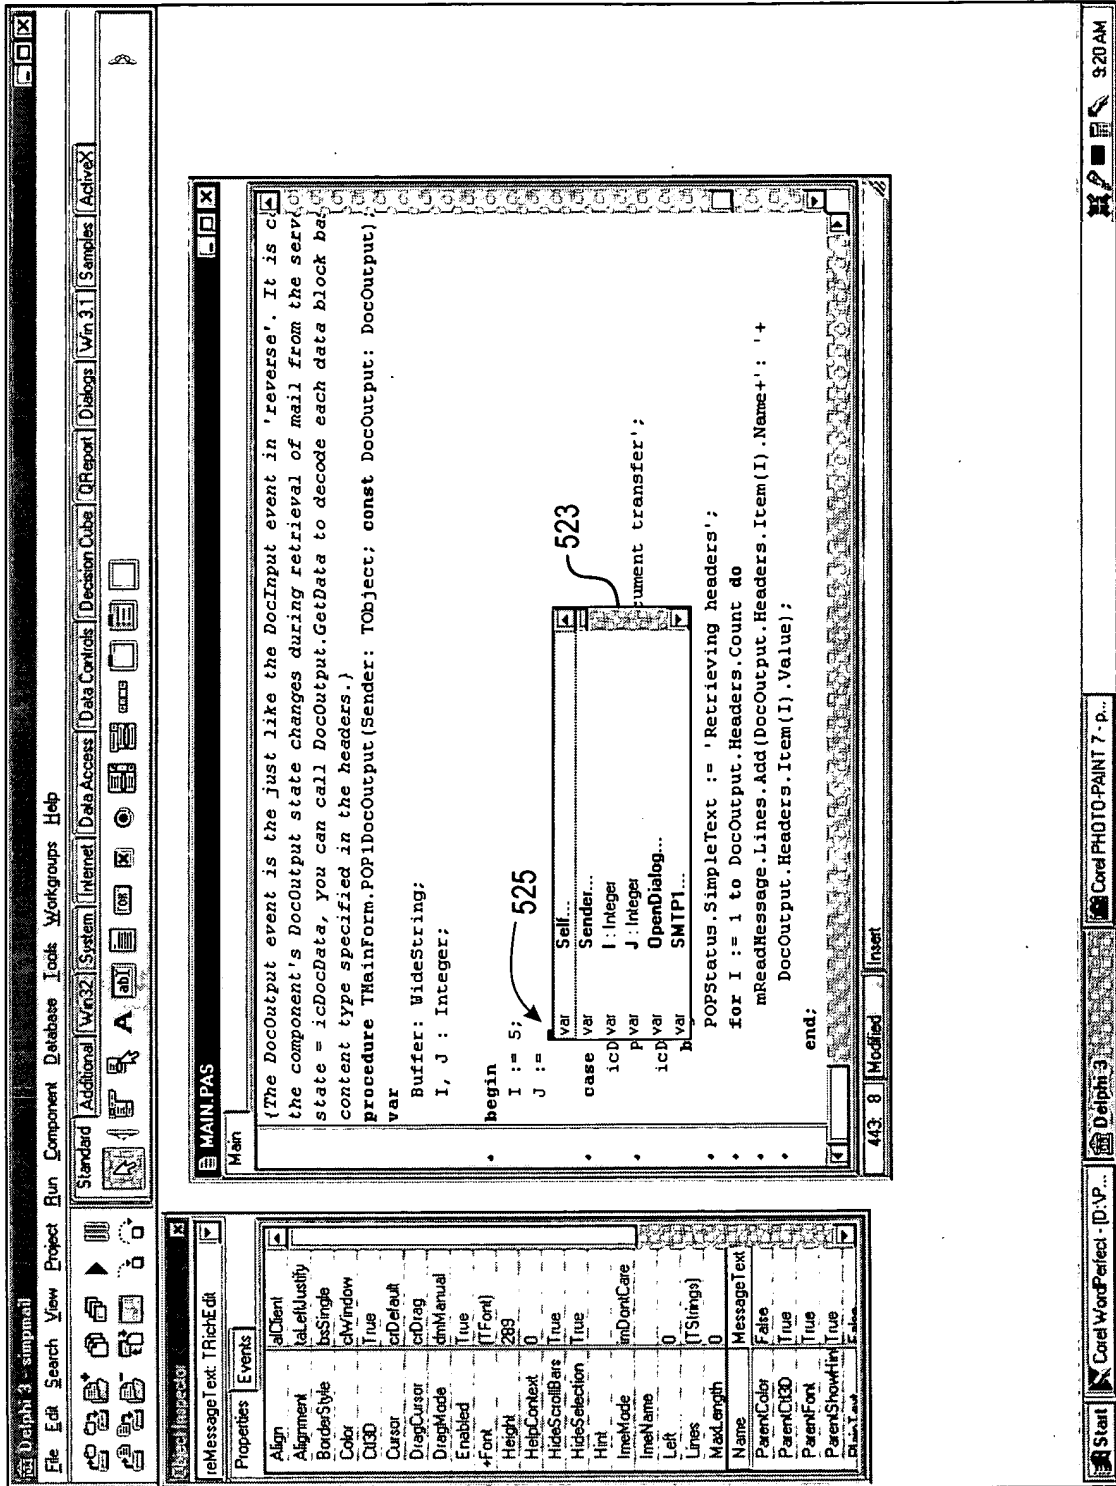 Delphi 3 - simpmail
File Edit Search View Project Run Component Database Tools Workgroups Help
Standard Additional Win32 System Internet Data Access Data Controls Decision Cube QReport Dialogs Win 3.1 Samples ActiveX
Object Inspector
reMessageText: TRichEdit
Properties Events
Align alClient
Alignment taLeftJustify
BorderStyle bsSingle
Color clWindow
Ctl3D True
Cursor crDefault
DragCursor crDrag
DragMode dmManual
Enabled True
+Font (TFont)
Height 289
HelpContext 0
HideScrollBars True
HideSelection True
Hint
ImeMode imDontCare
ImeName
Left 0
Lines (TStrings)
MaxLength 0
Name MessageText
ParentColor False
ParentCtl3D True
ParentFont True
ParentShowHin True
PlainText False
MAIN.PAS
Main
{The DocOutput event is the just like the DocInput event in 'reverse'. It is c
the component's DocOutput state changes during retrieval of mail from the serv
state = icDocData, you can call DocOutput.GetData to decode each data block ba
content type specified in the headers.}
procedure TMainForm.POP1DocOutput(Sender: TObject; const DocOutput: DocOutput)
var
Buffer: WideString;
I, J : Integer;
begin
I := 5;
J :=
525
var Self...
case var Sender...
icD var I : Integer
p var J : Integer
cument transfer';
icD var OpenDialog...
b var SMTP1...
523
POPStatus.SimpleText := 'Retrieving headers';
for I := 1 to DocOutput.Headers.Count do
mReadMessage.Lines.Add(DocOutput.Headers.Item(I).Name+': '+
DocOutput.Headers.Item(I).Value);
end;
443: 8 Modified Insert
Start Corel WordPerfect - [D:\P... Delphi 3 Corel PHOTO-PAINT 7 - p... 9:20 AM